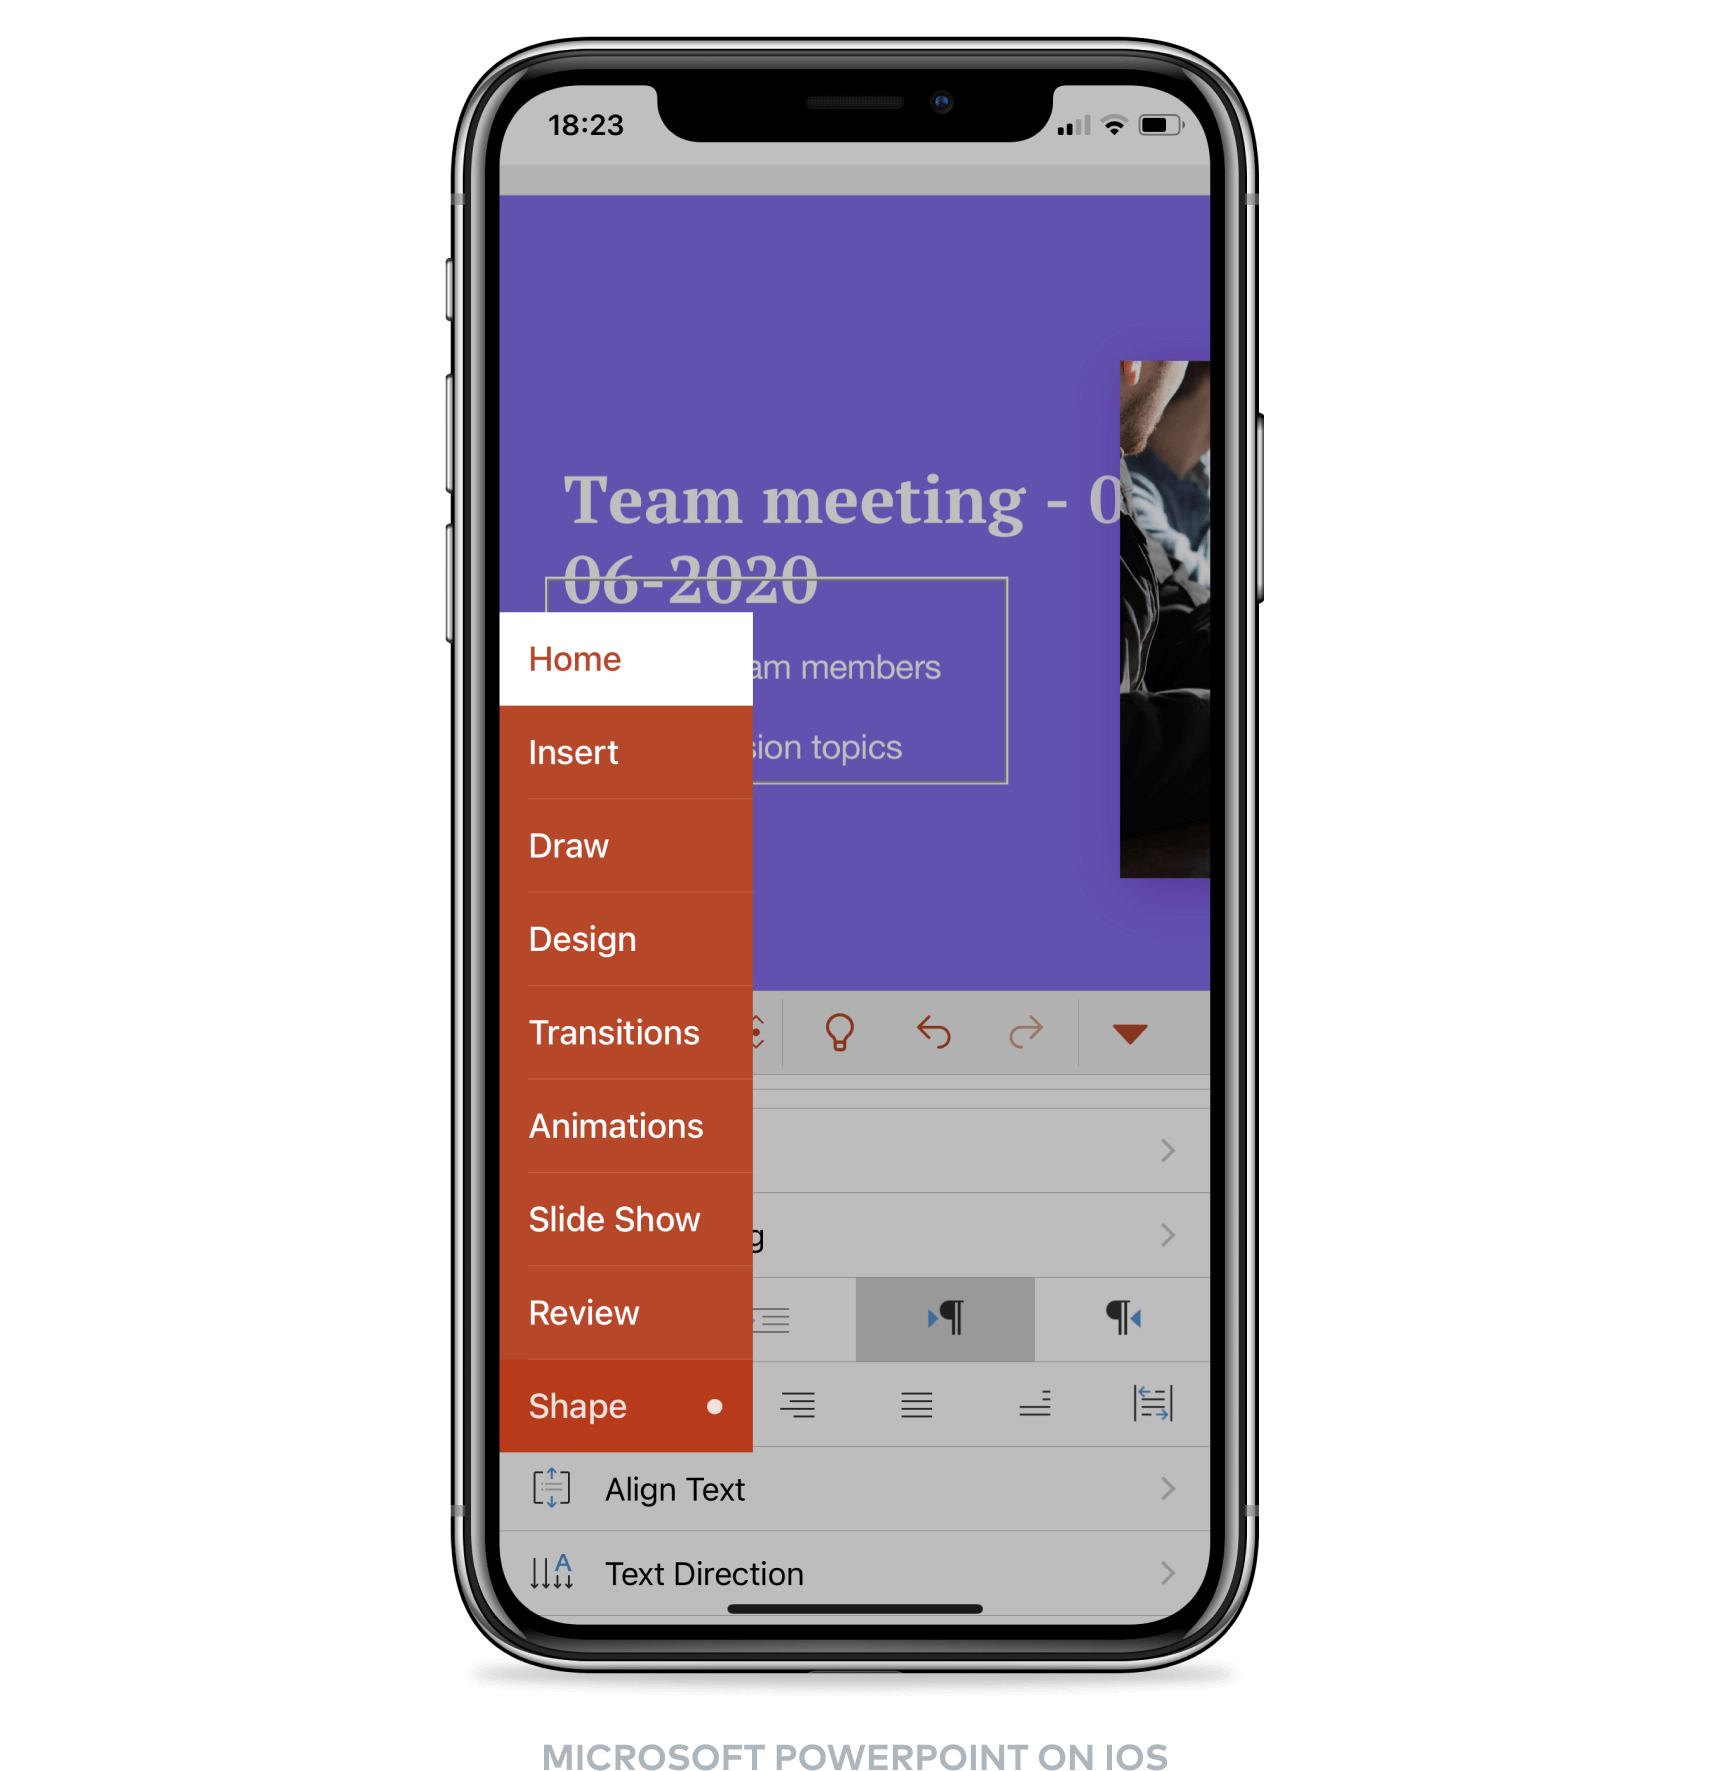 18:23
Team meeting - 0
06-2020
am members
sion topics
Home
Insert
Draw
Design
Transitions
Animations
Slide Show
g
Review
Shape
Align Text
A
Text Direction
MICROSOFT POWERPOINT ON IOS